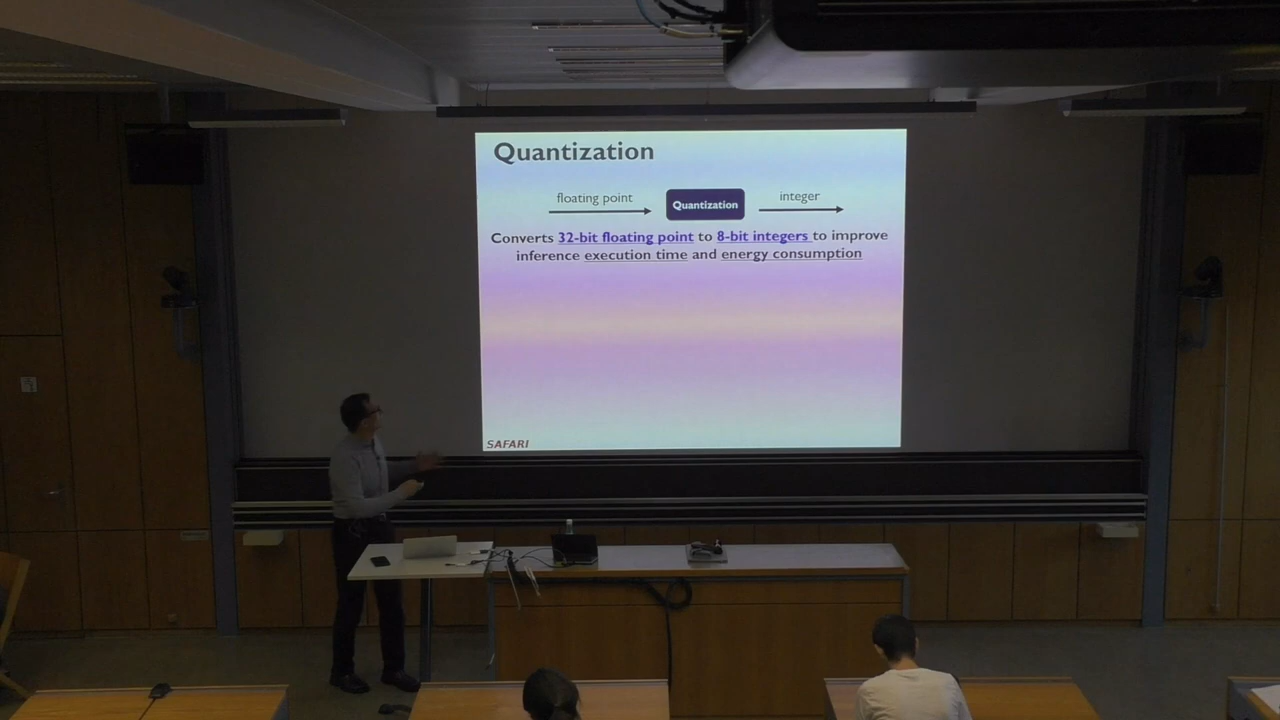 Quantization
floating point
Quantization
integer
Converts 32-bit floating point to 8-bit integers to improve
inference execution time and energy consumption
SAFARI